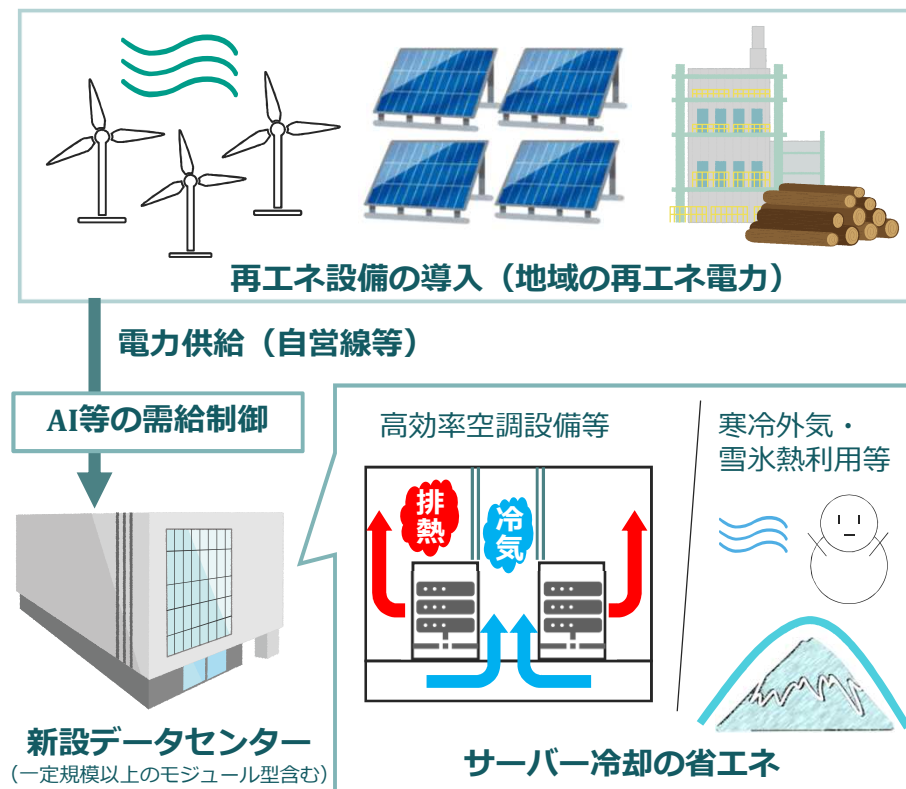 再エネ設備の導入（地域の再エネ電力）
電力供給（自営線等）
AI等の需給制御
高効率空調設備等
寒冷外気・
雪氷熱利用等
排熱
冷気
新設データセンター
（一定規模以上のモジュール型含む）
サーバー冷却の省エネ